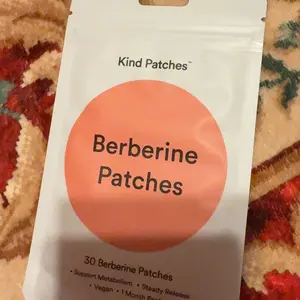 Kind Patches™
Berberine
Patches
30 Berberine Patches
• Support Metabolism • Steady Release
• Vegan • 1 Month